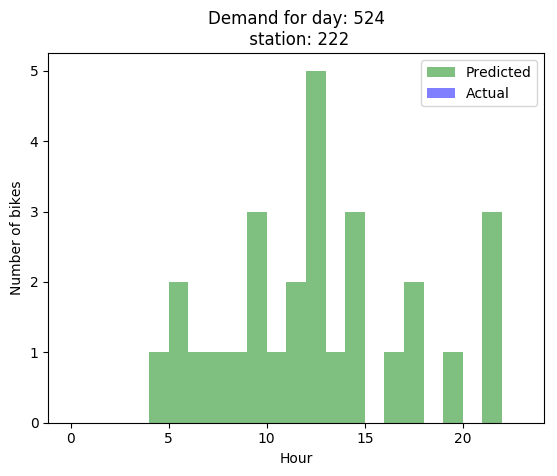 Demand for day: 524
station: 222
Predicted
Actual
Number of bikes
5
4
3
2
1
0
0
5
10
15
20
Hour